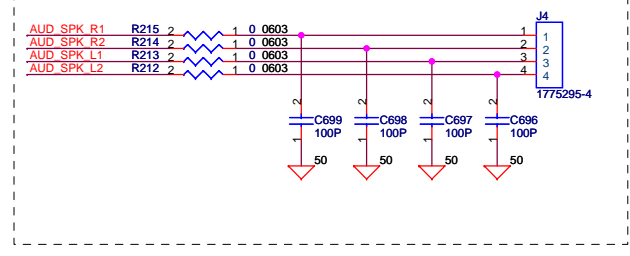 J4
AUD_SPK_R1 R215 2 1 0 0603 1 1
AUD_SPK_R2 R214 2 1 0 0603 2 2
AUD_SPK_L1 R213 2 1 0 0603 3 3
AUD_SPK_L2 R212 2 1 0 0603 4 4
1775295-4
2 2 2 2
C699 C698 C697 C696
100P 100P 100P 100P
1 1 1 1
50 50 50 50